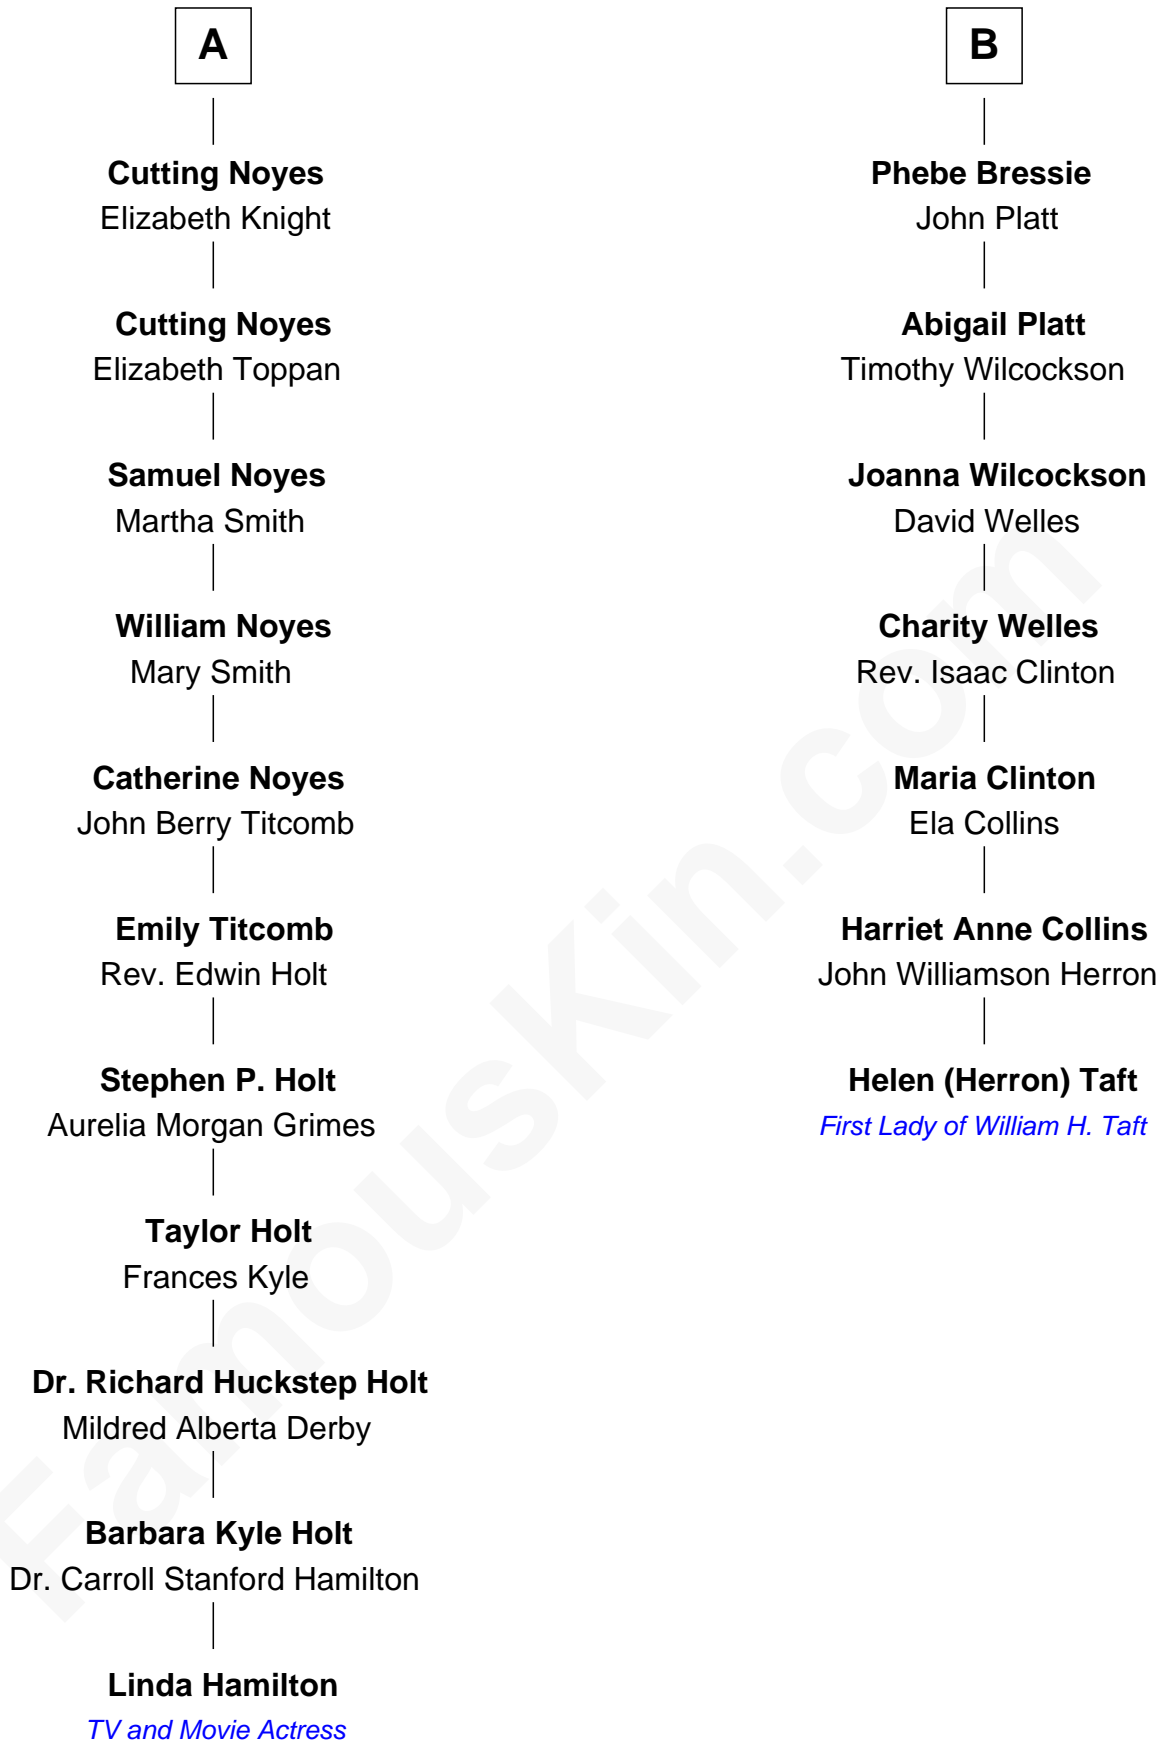 A
Cutting Noyes
Elizabeth Knight
Cutting Noyes
Elizabeth Toppan
Samuel Noyes
Martha Smith
William Noyes
Mary Smith
Catherine Noyes
John Berry Titcomb
Emily Titcomb
Rev. Edwin Holt
Stephen P. Holt
Aurelia Morgan Grimes
Taylor Holt
Frances Kyle
Dr. Richard Huckstep Holt
Mildred Alberta Derby
Barbara Kyle Holt
Dr. Carroll Stanford Hamilton
Linda Hamilton
TV and Movie Actress
B
Phebe Bressie
John Platt
Abigail Platt
Timothy Wilcockson
Joanna Wilcockson
David Welles
Charity Welles
Rev. Isaac Clinton
Maria Clinton
Ela Collins
Harriet Anne Collins
John Williamson Herron
Helen (Herron) Taft
First Lady of William H. Taft
FamousKin.com